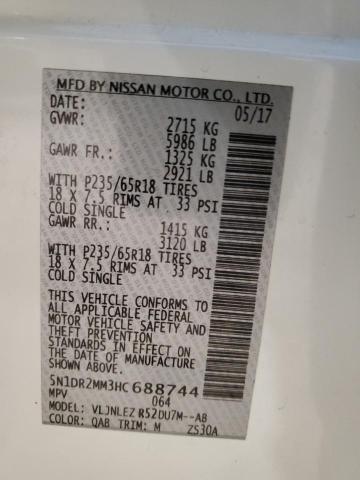 MFD BY NISSAN MOTOR CO., LTD.
DATE: 05/17
GVWR: 2715 KG
5986 LB
GAWR FR.: 1325 KG
2921 LB
WITH P235/65R18 TIRES
18 X 7.5 RIMS AT 33 PSI
COLD SINGLE
GAWR RR.: 1415 KG
3120 LB
WITH P235/65R18 TIRES
18 X 7.5 RIMS AT 33 PSI
COLD SINGLE
THIS VEHICLE CONFORMS TO
ALL APPLICABLE FEDERAL
MOTOR VEHICLE SAFETY AND
THEFT PREVENTION
STANDARDS IN EFFECT ON
THE DATE OF MANUFACTURE
SHOWN ABOVE.
5N1DR2MM3HC688744
MPV 064
MODEL: VLJNLEZ R52DU7M--AB
COLOR: QAB TRIM: M ZS30A